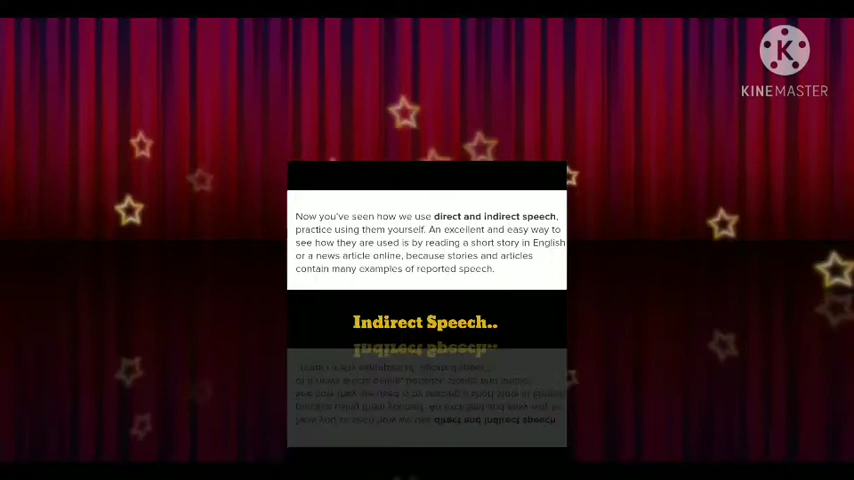 KINEMASTER
Now you've seen how we use direct and indirect speech,
practice using them yourself. An excellent and easy way to
see how they are used is by reading a short story in English
or a news article online, because stories and articles
contain many examples of reported speech.
Indirect Speech..